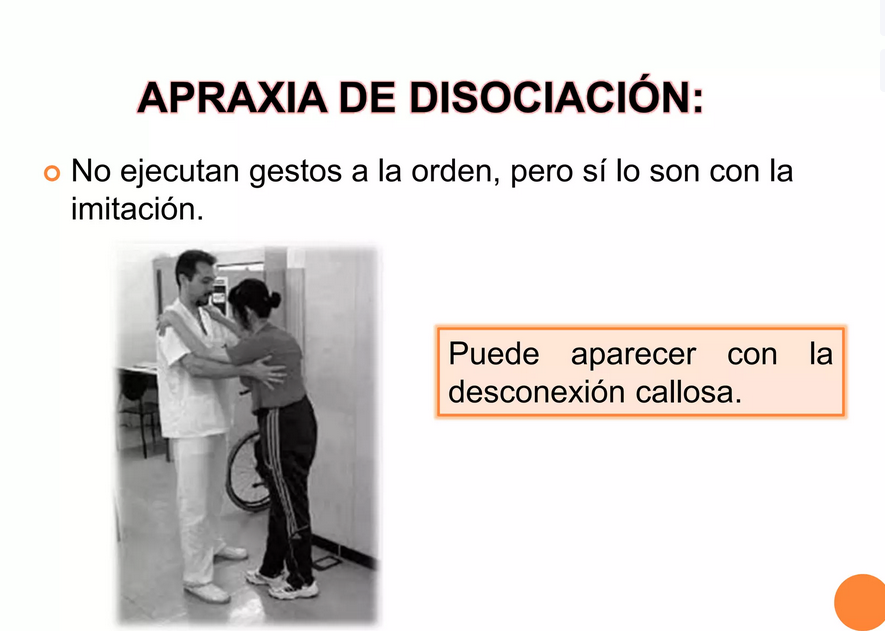 APRAXIA DE DISOCIACIÓN:
No ejecutan gestos a la orden, pero sí lo son con la
imitación.
Puede aparecer con la
desconexión callosa.